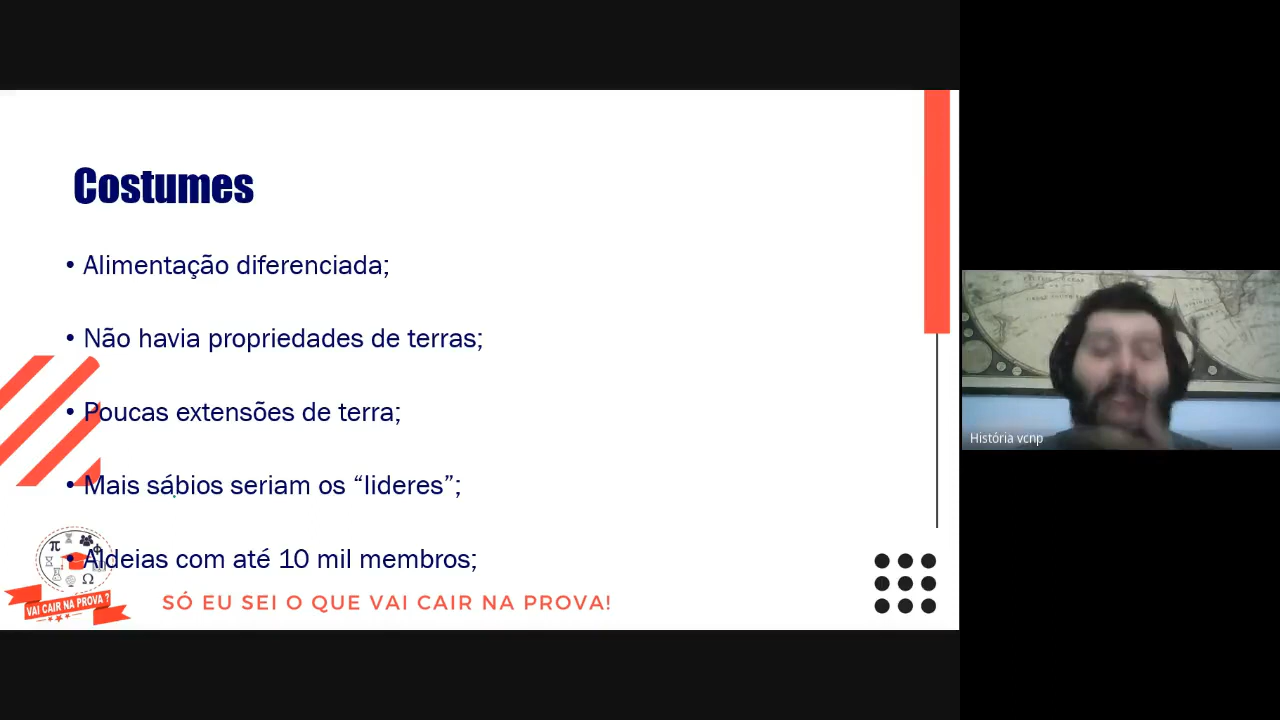 Costumes
• Alimentação diferenciada;
• Não havia propriedades de terras;
• Poucas extensões de terra;
• Mais sábios seriam os “lideres”;
• Aldeias com até 10 mil membros;
π
Ω
VAI CAIR NA PROVA ?
SÓ EU SEI O QUE VAI CAIR NA PROVA!
História vcnp